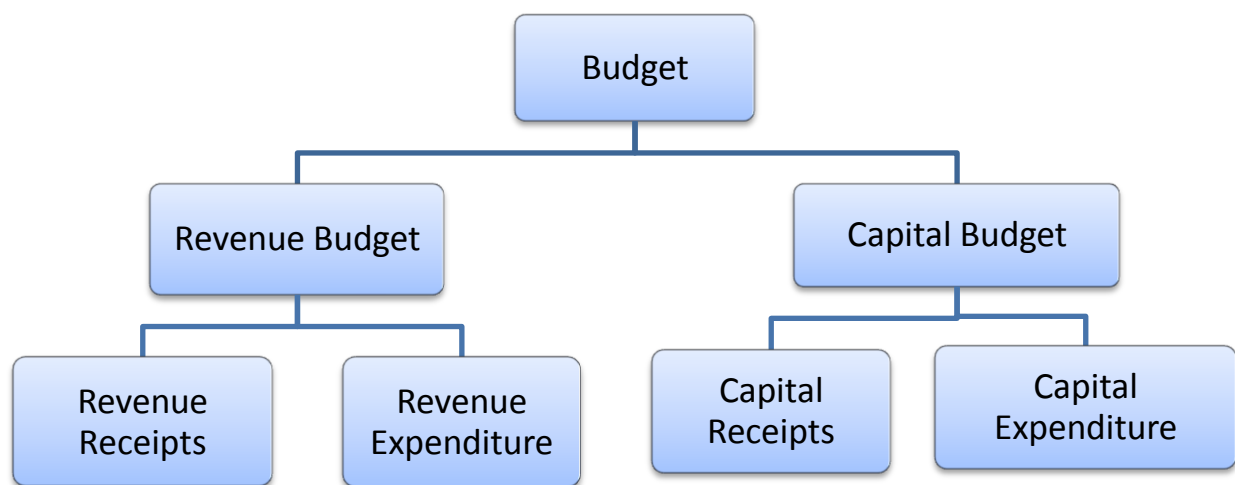 Budget
Revenue Budget
Capital Budget
Revenue
Receipts
Revenue
Expenditure
Capital
Receipts
Capital
Expenditure